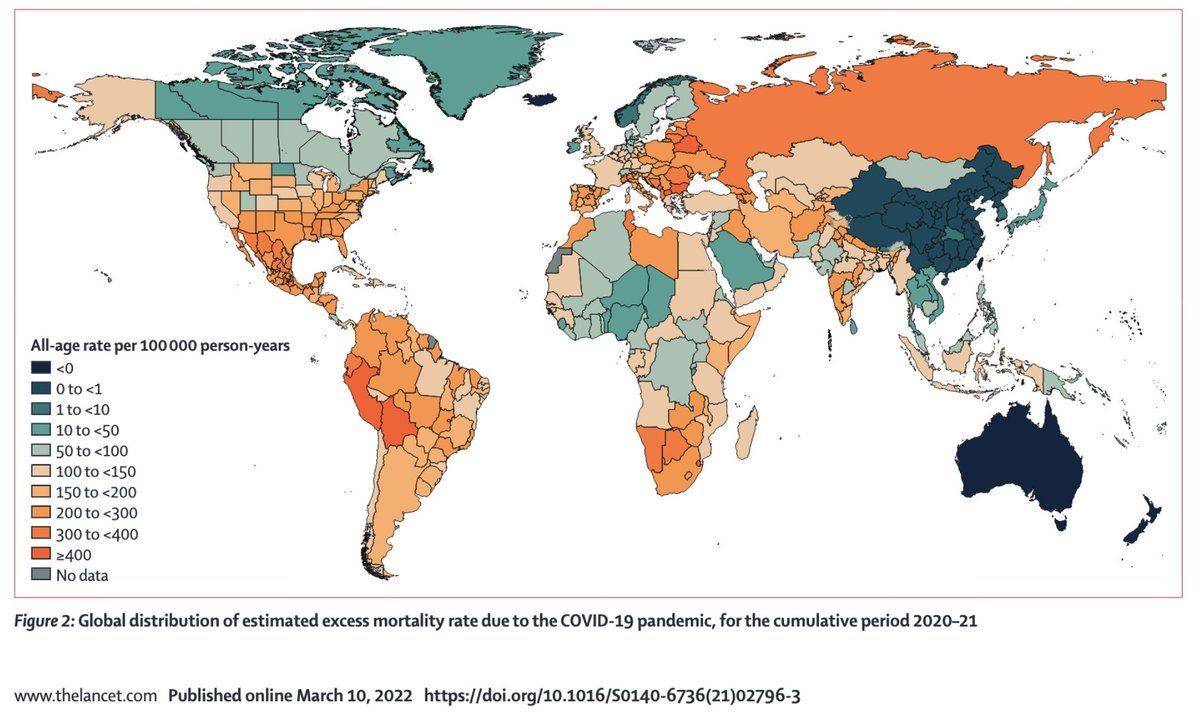 All-age rate per 100 000 person-years
<0
0 to <1
1 to <10
10 to <50
50 to <100
100 to <150
150 to <200
200 to <300
300 to <400
≥400
No data
Figure 2: Global distribution of estimated excess mortality rate due to the COVID-19 pandemic, for the cumulative period 2020–21
www.thelancet.com Published online March 10, 2022 https://doi.org/10.1016/S0140-6736(21)02796-3